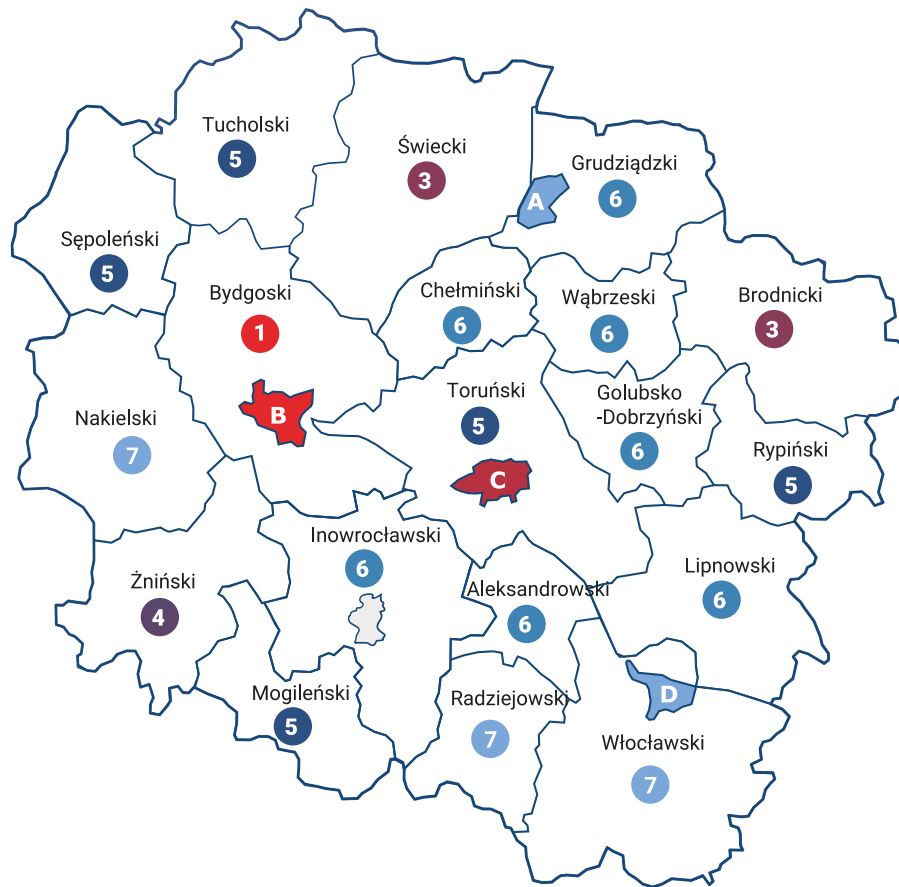 Tucholski
5
Świecki
3
Grudziądzki
6
A
Sępoleński
5
Bydgoski
1
Chełmiński
6
Wąbrzeski
6
Brodnicki
3
B
Nakielski
7
Toruński
5
Golubsko
-Dobrzyński
6
Rypiński
5
C
Inowrocławski
6
Żniński
4
Aleksandrowski
6
Lipnowski
6
Mogileński
5
Radziejowski
7
D
Włocławski
7